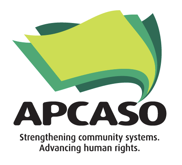 APCASO
Strengthening community systems.
Advancing human rights.